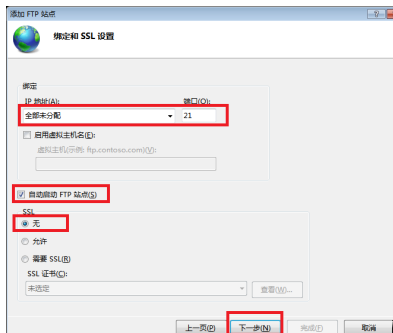 添加 FTP 站点
绑定和 SSL 设置
绑定
IP 地址(A):
端口(O):
全部未分配
21
启用虚拟主机名(E):
虚拟主机(示例: ftp.contoso.com)(V):
自动启动 FTP 站点(S)
SSL
无
允许
需要 SSL(R)
SSL 证书(C):
未选定
查看(W)...
上一页(P)
下一步(N)
完成(F)
取消